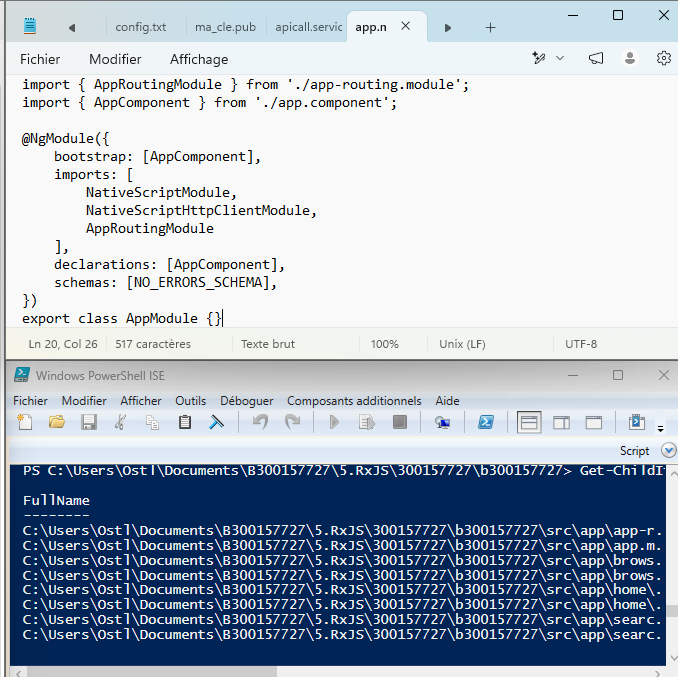 config.txt ma_cle.pub apicall.servic app.n
Fichier Modifier Affichage
import { AppRoutingModule } from './app-routing.module';
import { AppComponent } from './app.component';
@NgModule({
bootstrap: [AppComponent],
imports: [
NativeScriptModule,
NativeScriptHttpClientModule,
AppRoutingModule
],
declarations: [AppComponent],
schemas: [NO_ERRORS_SCHEMA],
})
export class AppModule {}
Ln 20, Col 26 517 caractères Texte brut 100% Unix (LF) UTF-8
Windows PowerShell ISE
Fichier Modifier Afficher Outils Déboguer Composants additionnels Aide
Script
PS C:\Users\Ostl\Documents\B300157727\5.RxJS\300157727\b300157727> Get-ChildI
FullName
--------
C:\Users\Ostl\Documents\B300157727\5.RxJS\300157727\b300157727\src\app\app-r.
C:\Users\Ostl\Documents\B300157727\5.RxJS\300157727\b300157727\src\app\app.m.
C:\Users\Ostl\Documents\B300157727\5.RxJS\300157727\b300157727\src\app\brows.
C:\Users\Ostl\Documents\B300157727\5.RxJS\300157727\b300157727\src\app\brows.
C:\Users\Ostl\Documents\B300157727\5.RxJS\300157727\b300157727\src\app\home\.
C:\Users\Ostl\Documents\B300157727\5.RxJS\300157727\b300157727\src\app\home\.
C:\Users\Ostl\Documents\B300157727\5.RxJS\300157727\b300157727\src\app\searc.
C:\Users\Ostl\Documents\B300157727\5.RxJS\300157727\b300157727\src\app\searc.